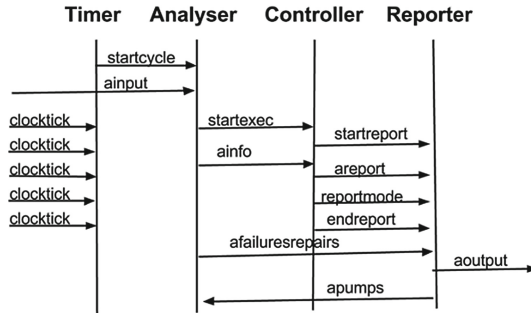 Timer Analyser Controller Reporter
startcycle
ainput
clocktick
startexec
startreport
clocktick
ainfo
clocktick
areport
clocktick
reportmode
clocktick
endreport
afailuresrepairs
aoutput
apumps